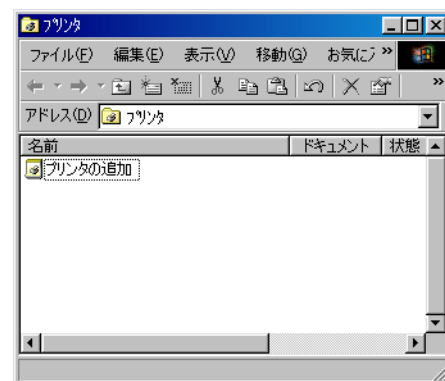 プリンタ
ファイル(F) 編集(E) 表示(V) 移動(G) お気に入 »
»
アドレス(D) プリンタ
名前 ドキュメント 状態
プリンタの追加